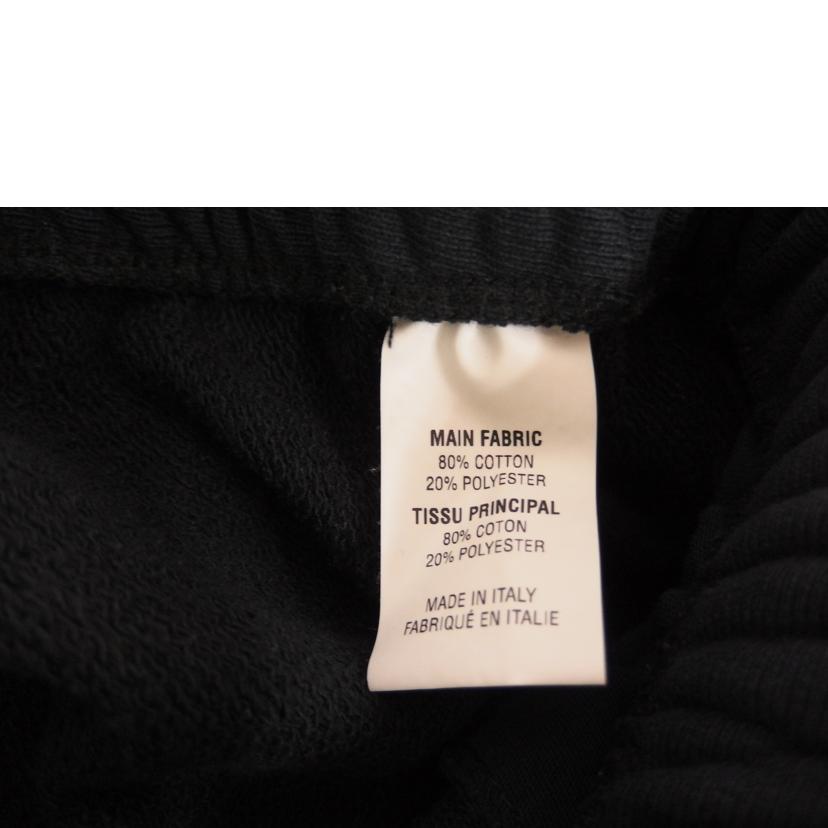 MAIN FABRIC
80% COTTON
20% POLYESTER
TISSU PRINCIPAL
80% COTON
20% POLYESTER
MADE IN ITALY
FABRIQUÉ EN ITALIE